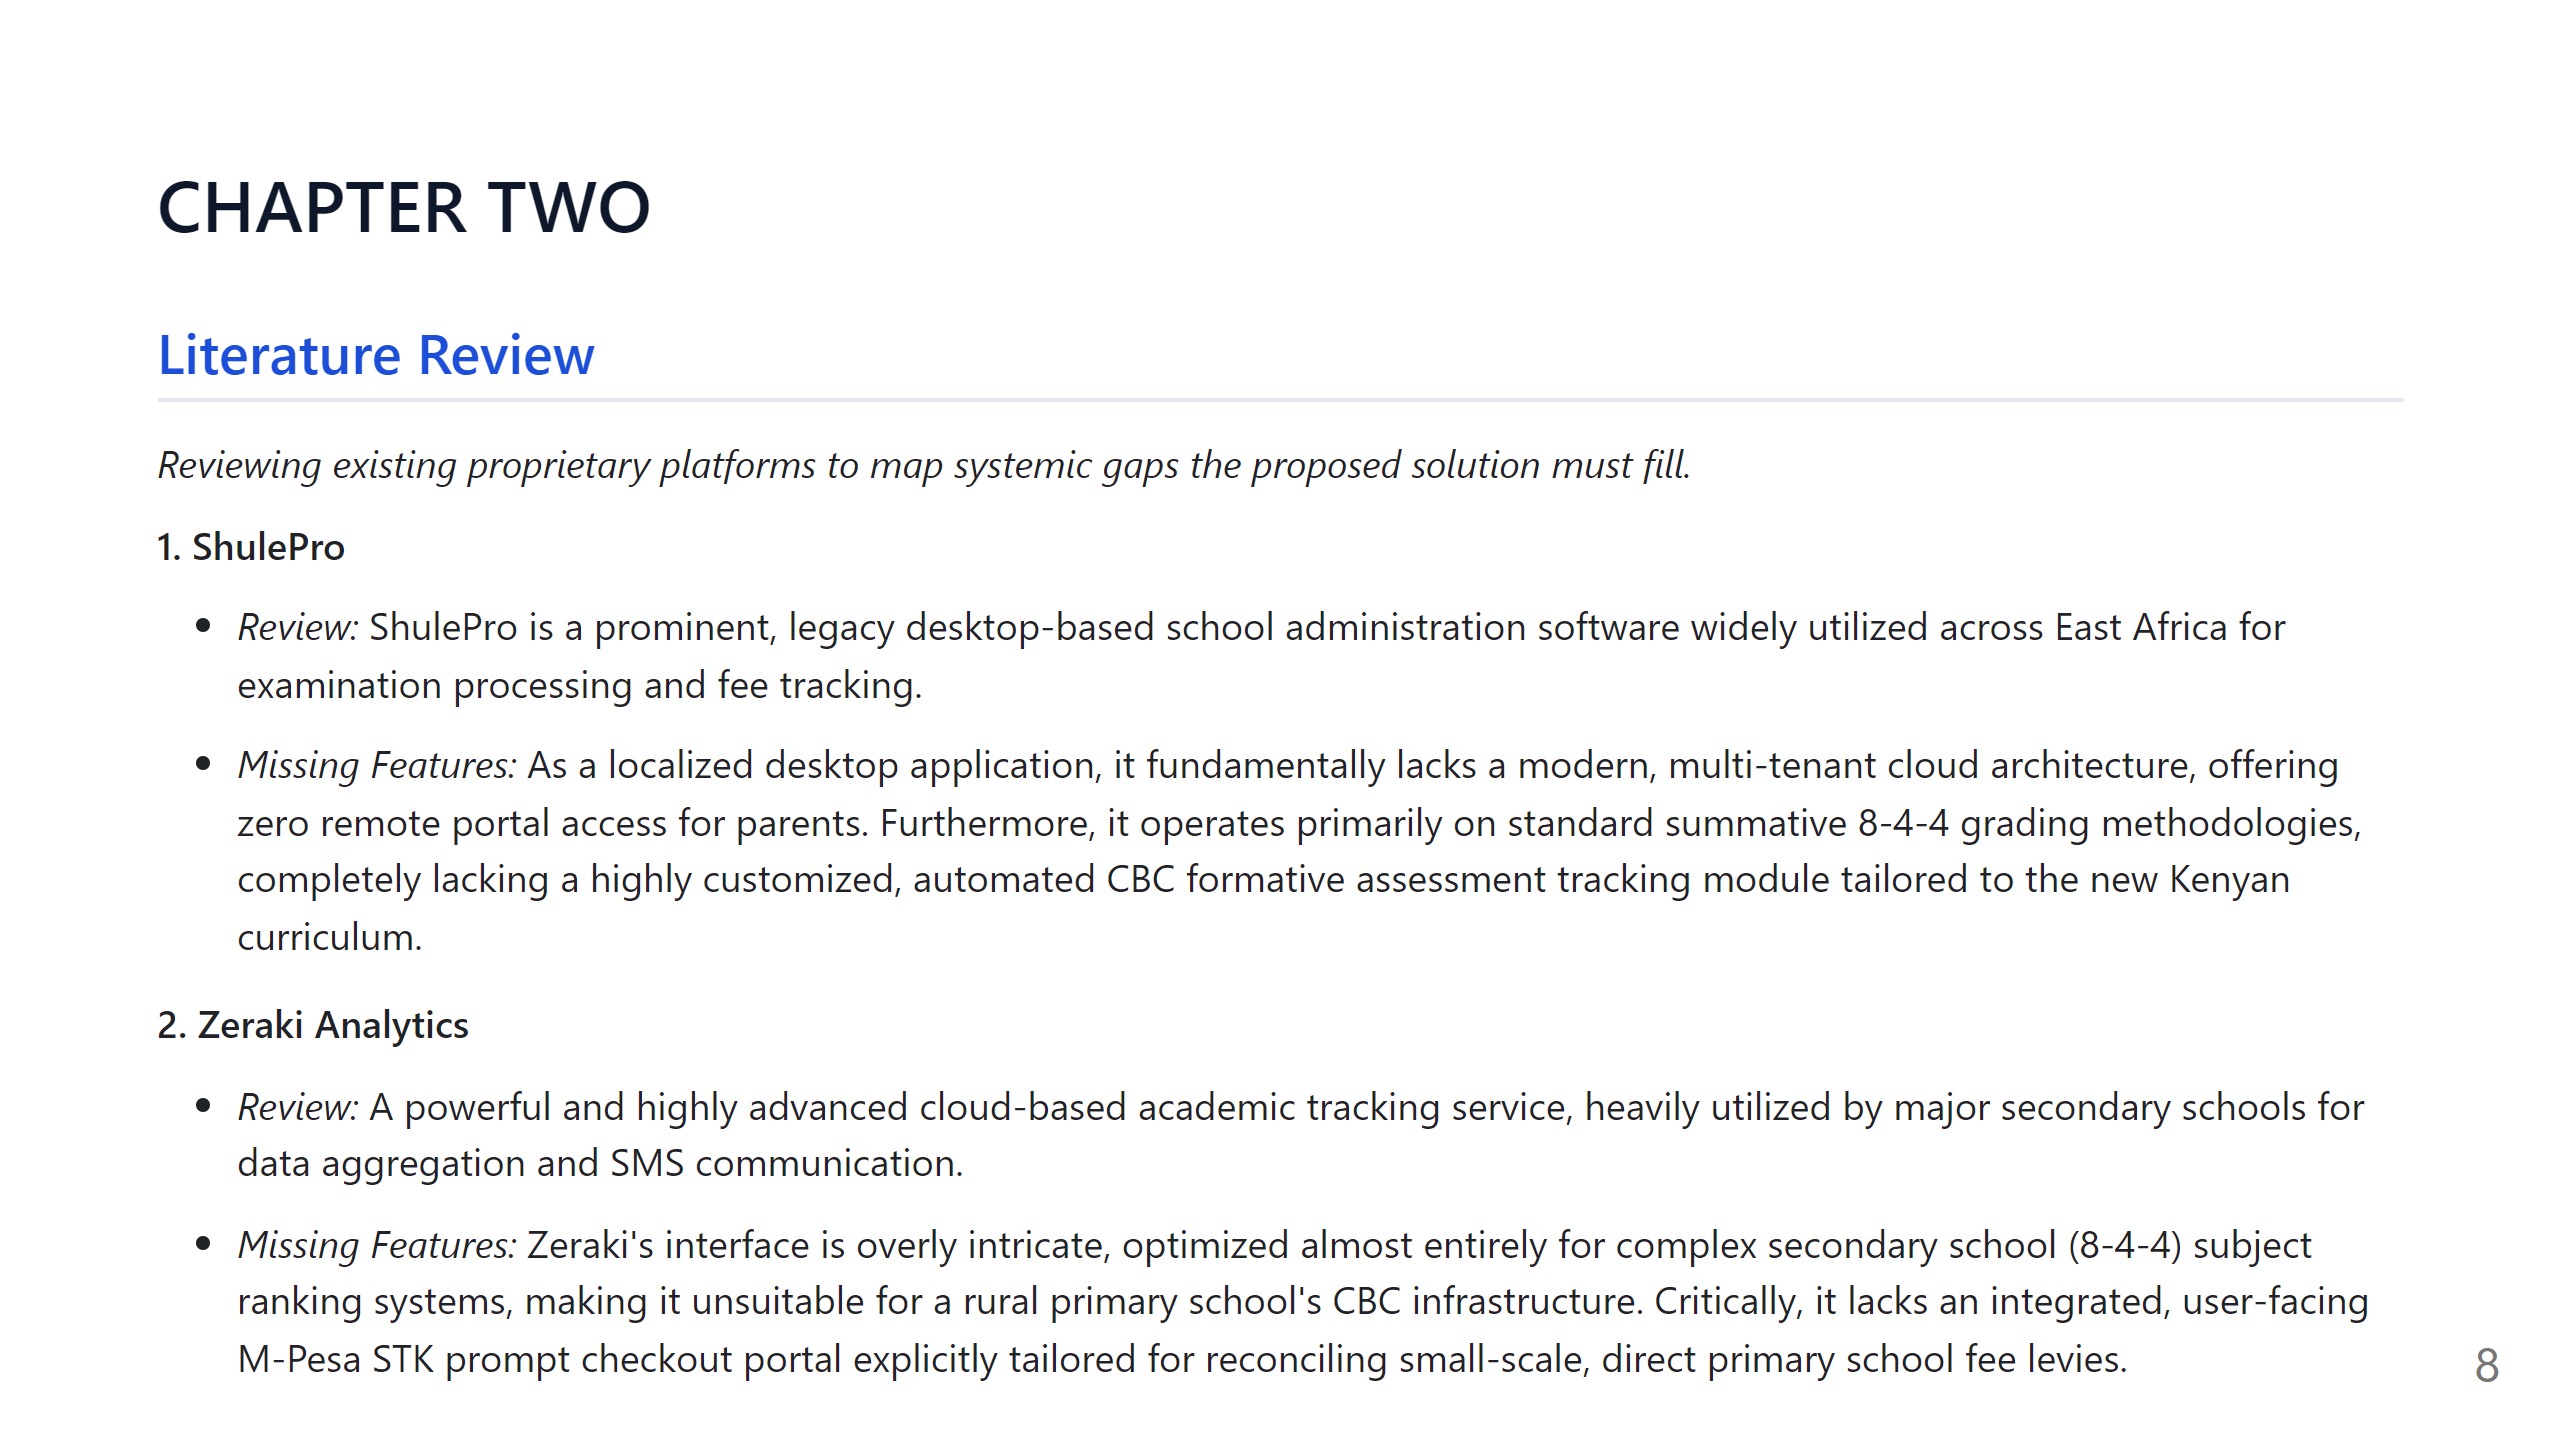 CHAPTER TWO
Literature Review
Reviewing existing proprietary platforms to map systemic gaps the proposed solution must fill.
1. ShulePro
• Review: ShulePro is a prominent, legacy desktop-based school administration software widely utilized across East Africa for
examination processing and fee tracking.
• Missing Features: As a localized desktop application, it fundamentally lacks a modern, multi-tenant cloud architecture, offering
zero remote portal access for parents. Furthermore, it operates primarily on standard summative 8-4-4 grading methodologies,
completely lacking a highly customized, automated CBC formative assessment tracking module tailored to the new Kenyan
curriculum.
2. Zeraki Analytics
• Review: A powerful and highly advanced cloud-based academic tracking service, heavily utilized by major secondary schools for
data aggregation and SMS communication.
• Missing Features: Zeraki's interface is overly intricate, optimized almost entirely for complex secondary school (8-4-4) subject
ranking systems, making it unsuitable for a rural primary school's CBC infrastructure. Critically, it lacks an integrated, user-facing
M-Pesa STK prompt checkout portal explicitly tailored for reconciling small-scale, direct primary school fee levies.
8